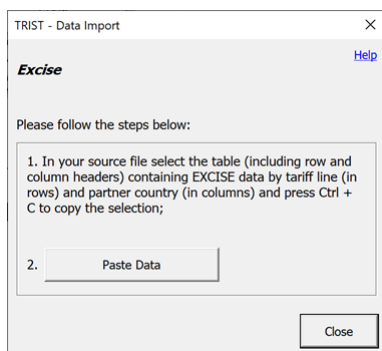 TRIST - Data Import
Help
Excise
Please follow the steps below:
1. In your source file select the table (including row and
column headers) containing EXCISE data by tariff line (in
rows) and partner country (in columns) and press Ctrl +
C to copy the selection;
2. Paste Data
Close